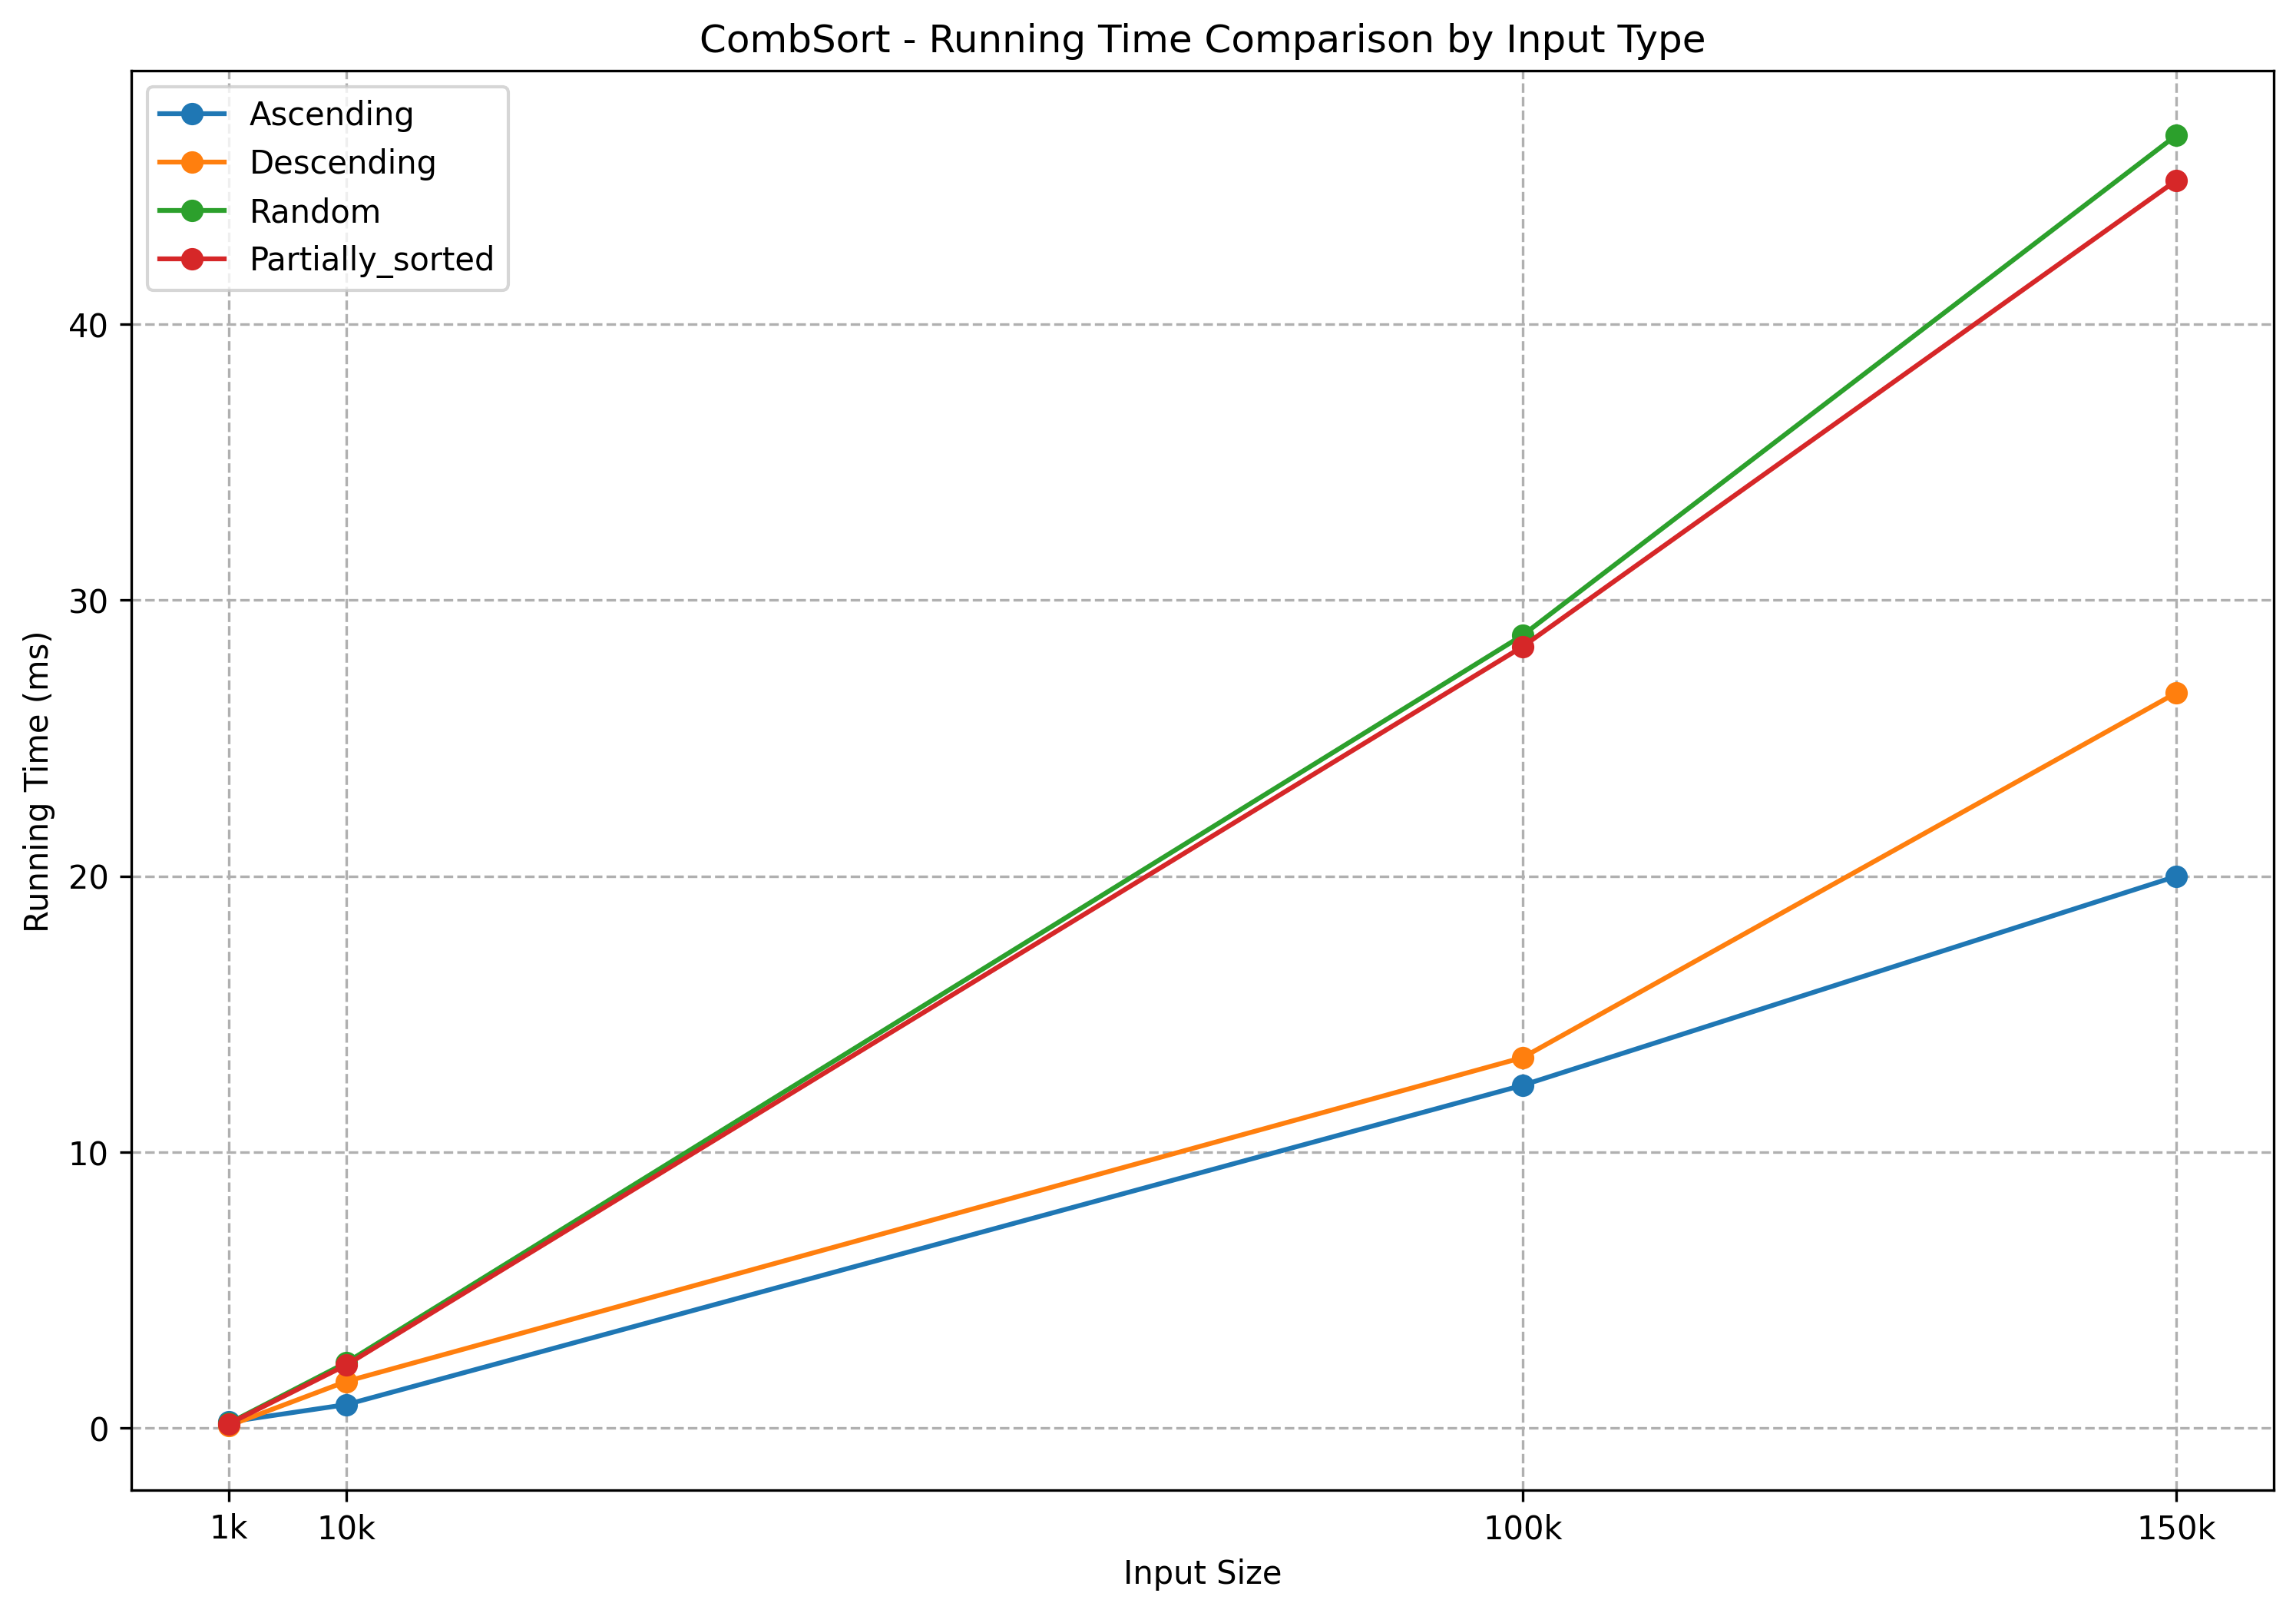 CombSort - Running Time Comparison by Input Type
Ascending
Descending
Random
Partially_sorted
Running Time (ms)
40
30
20
10
0
1k
10k
100k
150k
Input Size